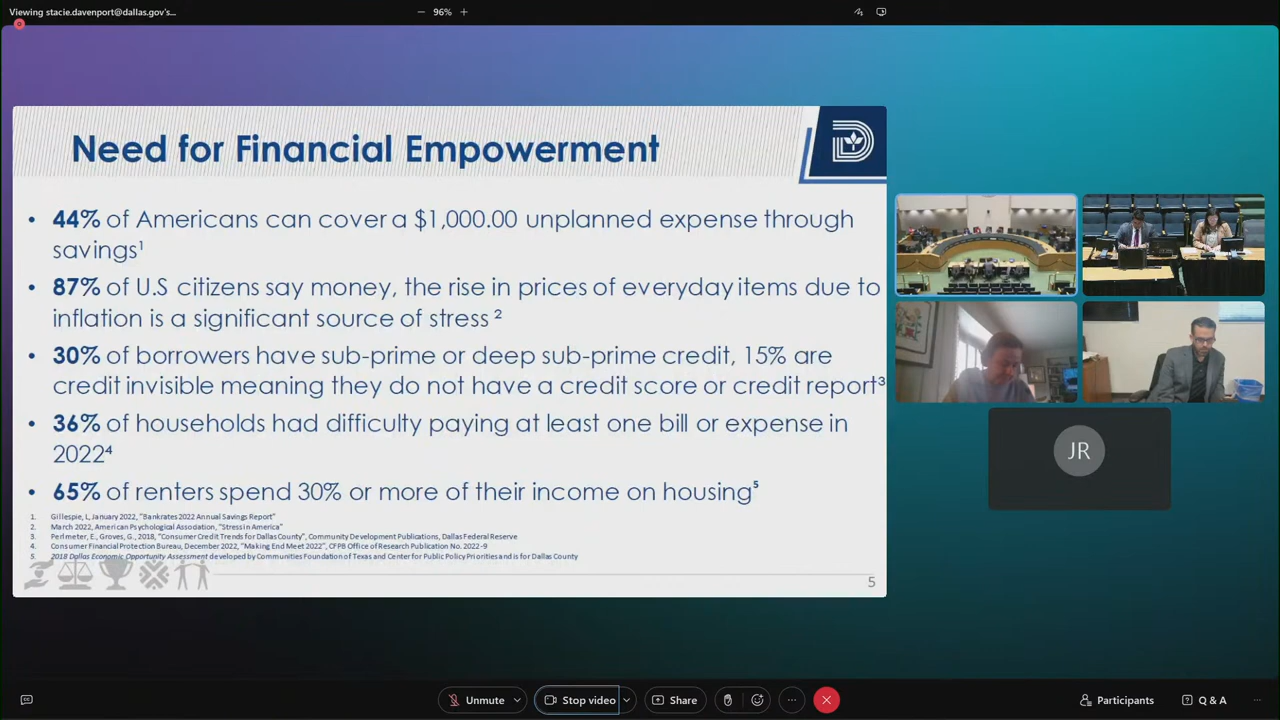 Viewing stacie.davenport@dallas.gov's...
96%
Need for Financial Empowerment
• 44% of Americans can cover a $1,000.00 unplanned expense through
savings¹
• 87% of U.S citizens say money, the rise in prices of everyday items due to
inflation is a significant source of stress ²
• 30% of borrowers have sub-prime or deep sub-prime credit, 15% are
credit invisible meaning they do not have a credit score or credit report³
• 36% of households had difficulty paying at least one bill or expense in
2022⁴
• 65% of renters spend 30% or more of their income on housing⁵
1. Gillespie, L, January 2022, "Bankrates 2022 Annual Savings Report"
2. March 2022, American Psychological Association, "Stress in America"
3. Perlmeter, E., Groves, G., 2018, "Consumer Credit Trends for Dallas County", Community Development Publications, Dallas Federal Reserve
4. Consumer Financial Protection Bureau, December 2022, "Making End Meet 2022", CFPB Office of Research Publication No. 2022-9
5. 2018 Dallas Economic Opportunity Assessment developed by Communities Foundation of Texas and Center for Public Policy Priorities and is for Dallas County
5
JR
Unmute
Stop video
Share
Participants
Q & A